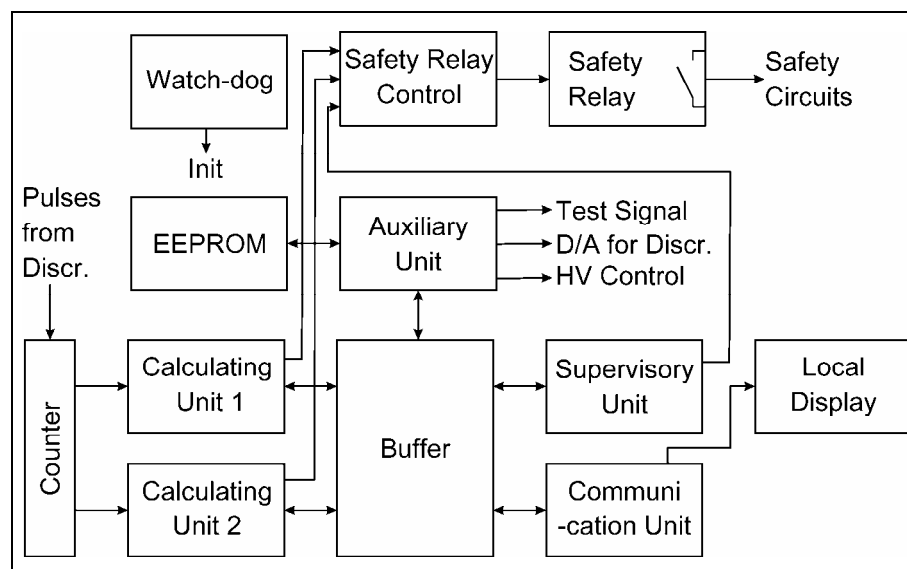 Watch-dog
Init
Safety Relay
Control
Safety
Relay
Safety
Circuits
Pulses
from
Discr.
EEPROM
Auxiliary
Unit
Test Signal
D/A for Discr.
HV Control
Counter
Calculating
Unit 1
Calculating
Unit 2
Buffer
Supervisory
Unit
Communi
-cation Unit
Local
Display